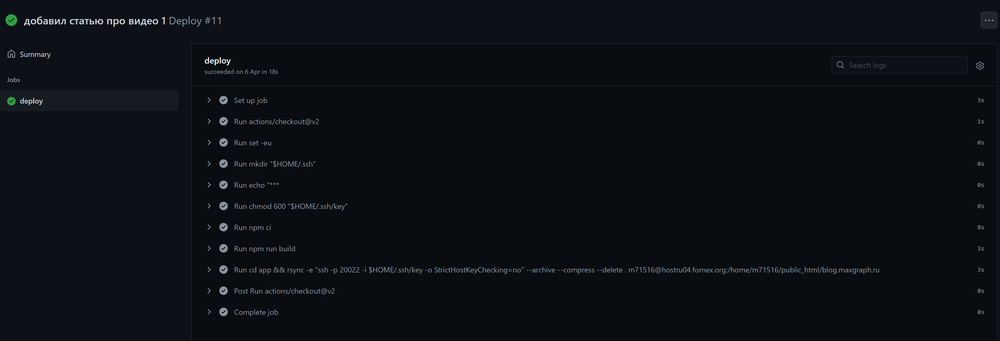 добавил статью про видео 1 Deploy #11
...
Summary
Jobs
deploy
deploy
succeeded on 6 Apr in 18s
Search logs
Set up job 3s
Run actions/checkout@v2 1s
Run set -eu 0s
Run mkdir "$HOME/.ssh" 0s
Run echo "*** 0s
Run chmod 600 "$HOME/.ssh/key" 0s
Run npm ci 8s
Run npm run build 3s
Run cd app && rsync -e "ssh -p 20022 -i $HOME/.ssh/key -o StrictHostKeyChecking=no" --archive --compress --delete . m71516@hostru04.fornex.org:/home/m71516/public_html/blog.maxgraph.ru 3s
Post Run actions/checkout@v2 0s
Complete job 0s